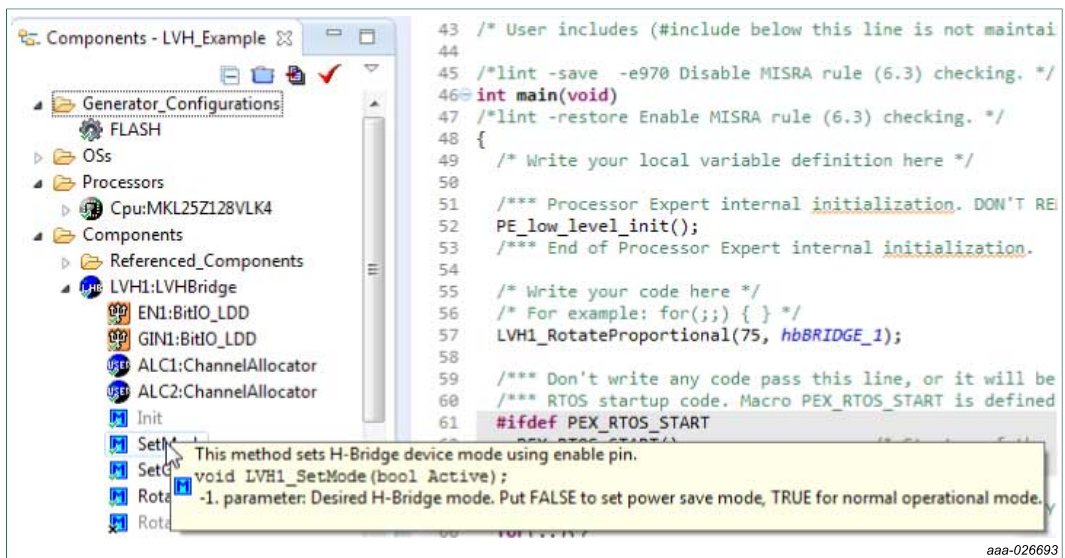 Components - LVH_Example
Generator_Configurations
FLASH
OSs
Processors
Cpu:MKL25Z128VLK4
Components
Referenced_Components
LVH1:LVHBridge
EN1:BitIO_LDD
GIN1:BitIO_LDD
ALC1:ChannelAllocator
ALC2:ChannelAllocator
Init
SetM
SetG
Rota
Rota
43 /* User includes (#include below this line is not maintai
44
45 /*lint -save -e970 Disable MISRA rule (6.3) checking. */
46 int main(void)
47 /*lint -restore Enable MISRA rule (6.3) checking. */
48 {
49 /* Write your local variable definition here */
50
51 /*** Processor Expert internal initialization. DON'T RE
52 PE_low_level_init();
53 /*** End of Processor Expert internal initialization.
54
55 /* Write your code here */
56 /* For example: for(;;) { } */
57 LVH1_RotateProportional(75, hbBRIDGE_1);
58
59 /*** Don't write any code pass this line, or it will be
60 /*** RTOS startup code. Macro PEX_RTOS_START is defined
61 #ifdef PEX_RTOS_START
This method sets H-Bridge device mode using enable pin.
void LVH1_SetMode(bool Active);
-1. parameter: Desired H-Bridge mode. Put FALSE to set power save mode, TRUE for normal operational mode.
aaa-026693